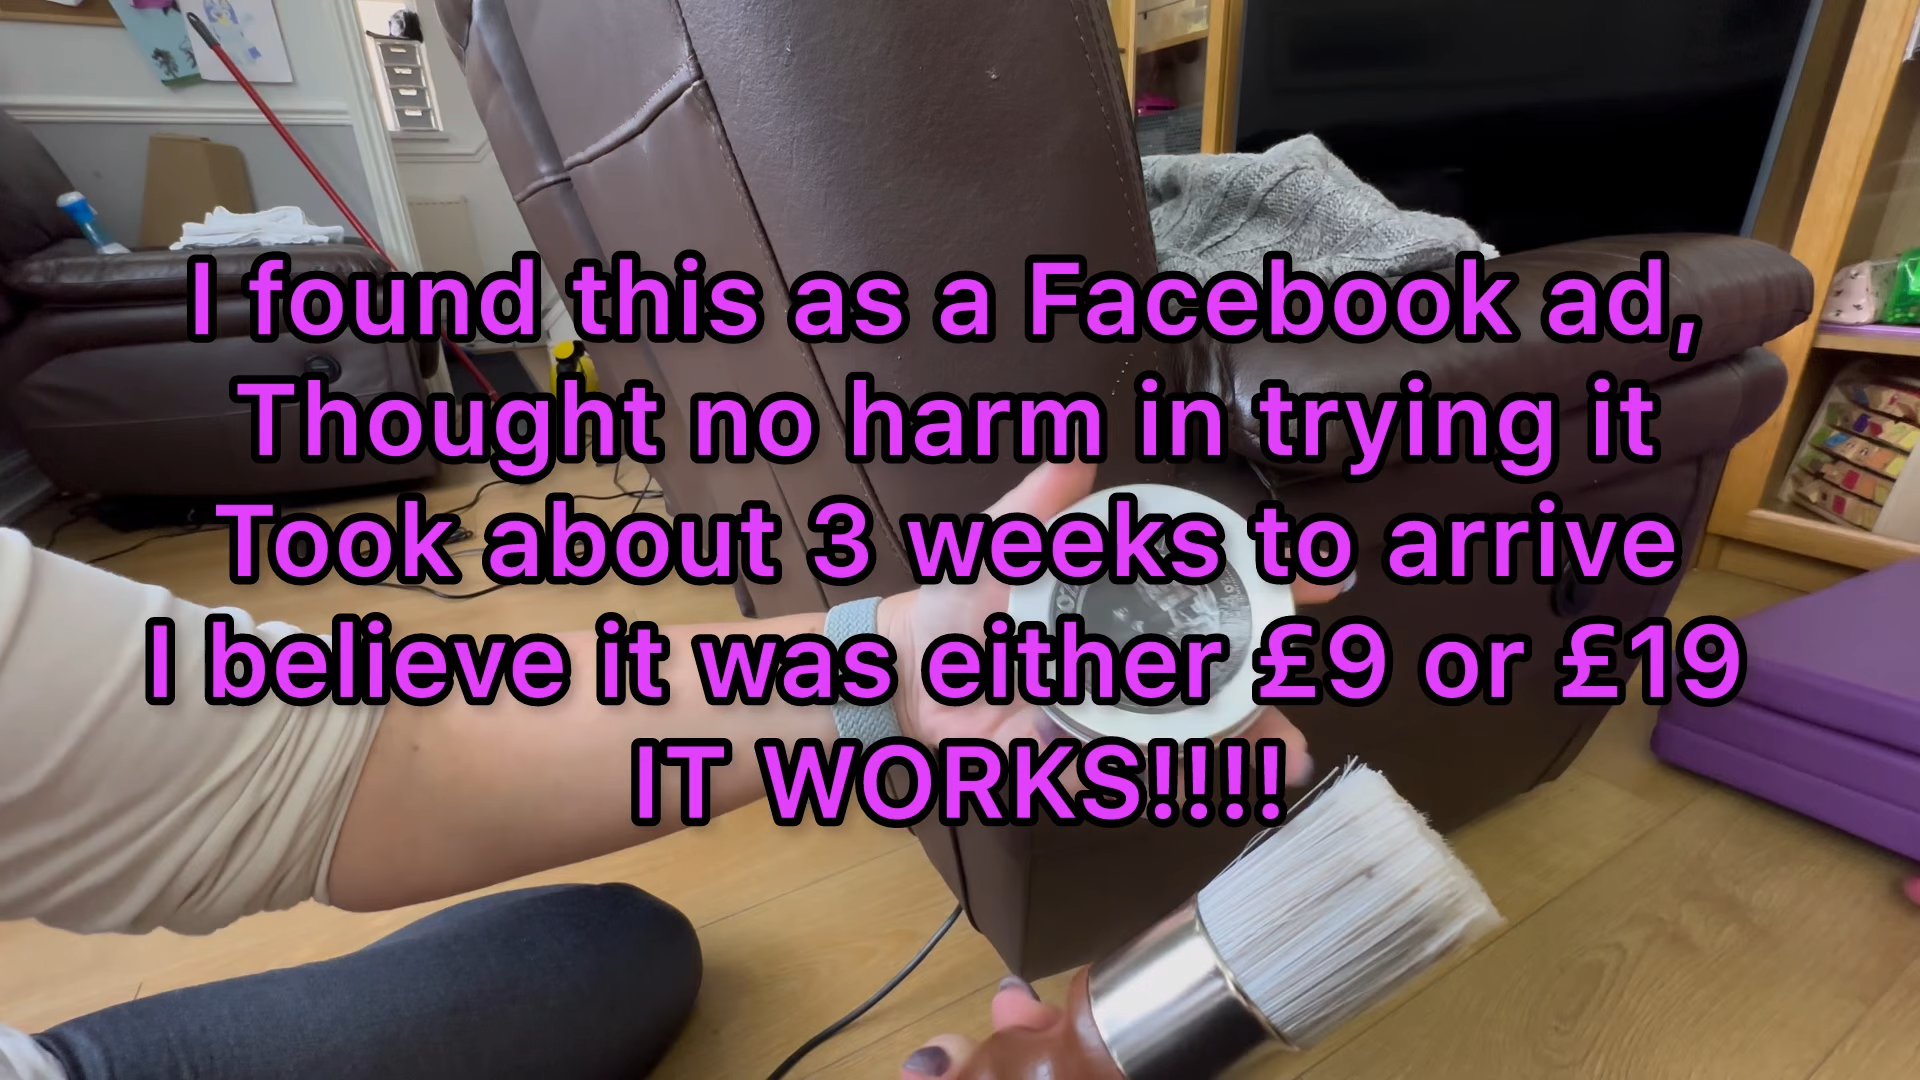 I found this as a Facebook ad,
Thought no harm in trying it
Took about 3 weeks to arrive
I believe it was either £9 or £19
IT WORKS!!!!